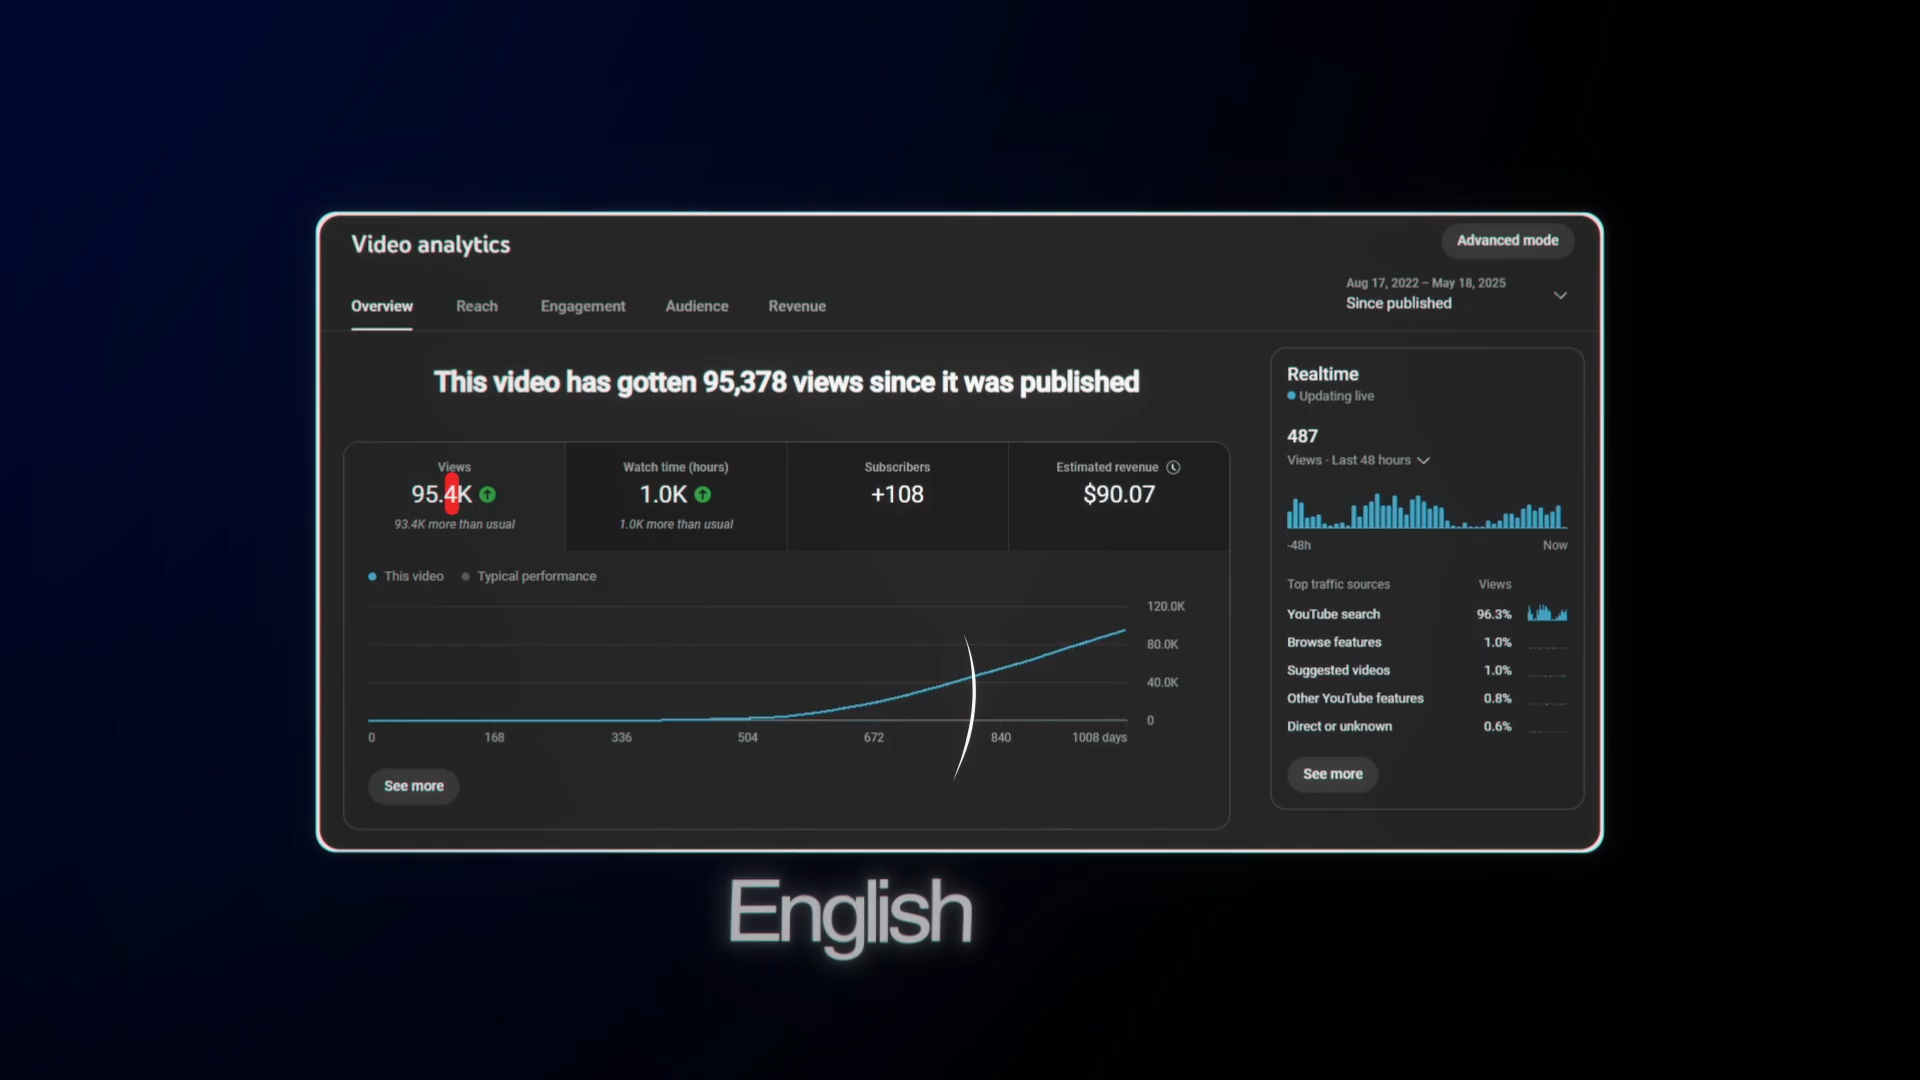 Video analytics
Advanced mode
Overview Reach Engagement Audience Revenue
Aug 17, 2022 – May 18, 2025
Since published
This video has gotten 95,378 views since it was published
Views
95.4K
93.4K more than usual
Watch time (hours)
1.0K
1.0K more than usual
Subscribers
+108
Estimated revenue
$90.07
This video Typical performance
120.0K
80.0K
40.0K
0
0 168 336 504 672 840 1008 days
See more
Realtime
Updating live
487
Views · Last 48 hours
-48h Now
Top traffic sources Views
YouTube search 96.3%
Browse features 1.0%
Suggested videos 1.0%
Other YouTube features 0.8%
Direct or unknown 0.6%
See more
English